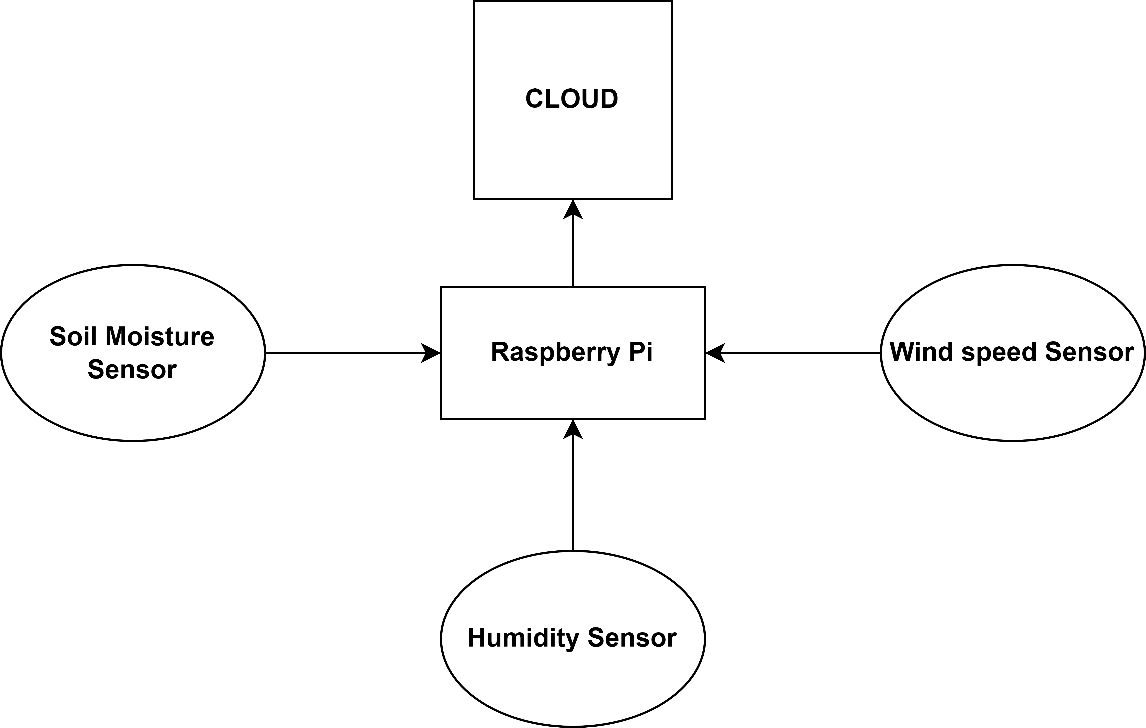 CLOUD
Soil Moisture
Sensor
Raspberry Pi
Wind speed Sensor
Humidity Sensor